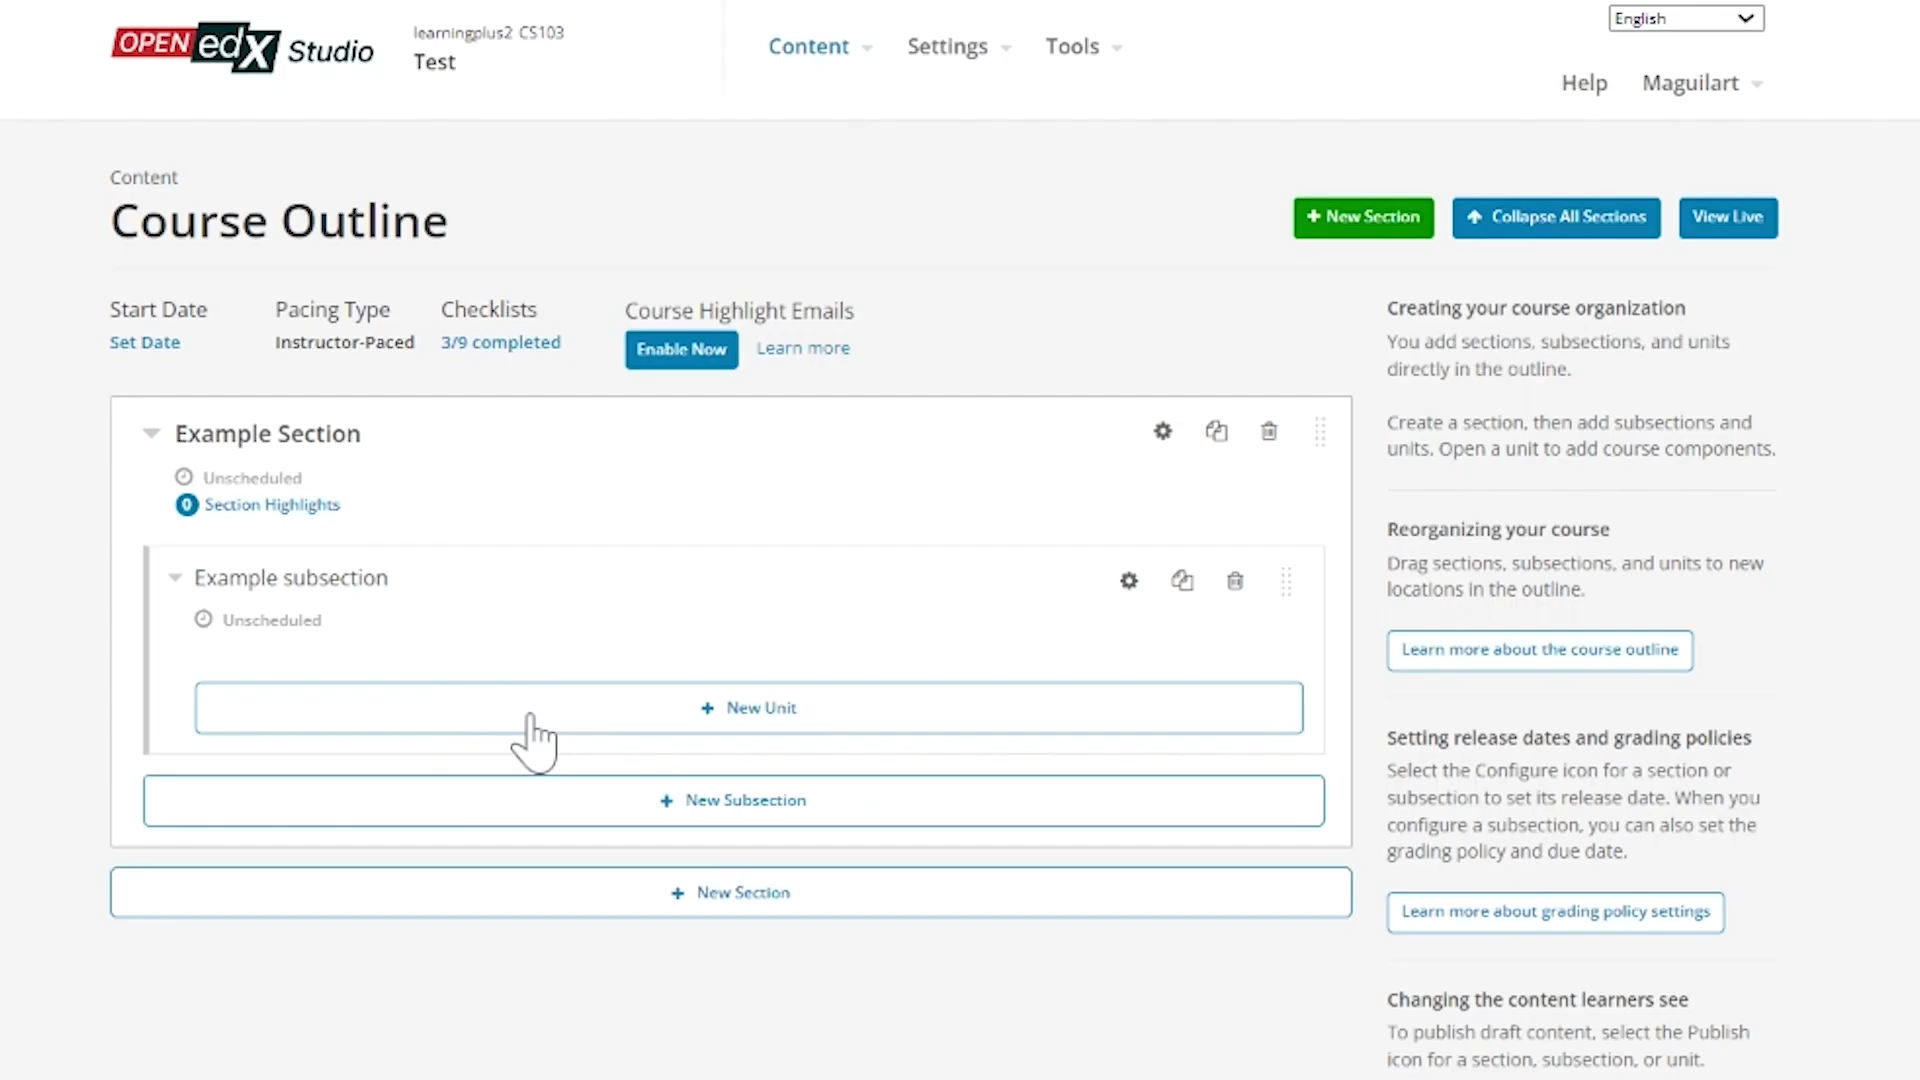 OPEN edX Studio
learningplus2 CS103
Test
Content
Settings
Tools
English
Help
Maguilart
Content
Course Outline
+ New Section
Collapse All Sections
View Live
Start Date
Set Date
Pacing Type
Instructor-Paced
Checklists
3/9 completed
Course Highlight Emails
Enable Now
Learn more
Example Section
Unscheduled
0 Section Highlights
Example subsection
Unscheduled
+ New Unit
+ New Subsection
+ New Section
Creating your course organization
You add sections, subsections, and units
directly in the outline.
Create a section, then add subsections and
units. Open a unit to add course components.
Reorganizing your course
Drag sections, subsections, and units to new
locations in the outline.
Learn more about the course outline
Setting release dates and grading policies
Select the Configure icon for a section or
subsection to set its release date. When you
configure a subsection, you can also set the
grading policy and due date.
Learn more about grading policy settings
Changing the content learners see
To publish draft content, select the Publish
icon for a section, subsection, or unit.